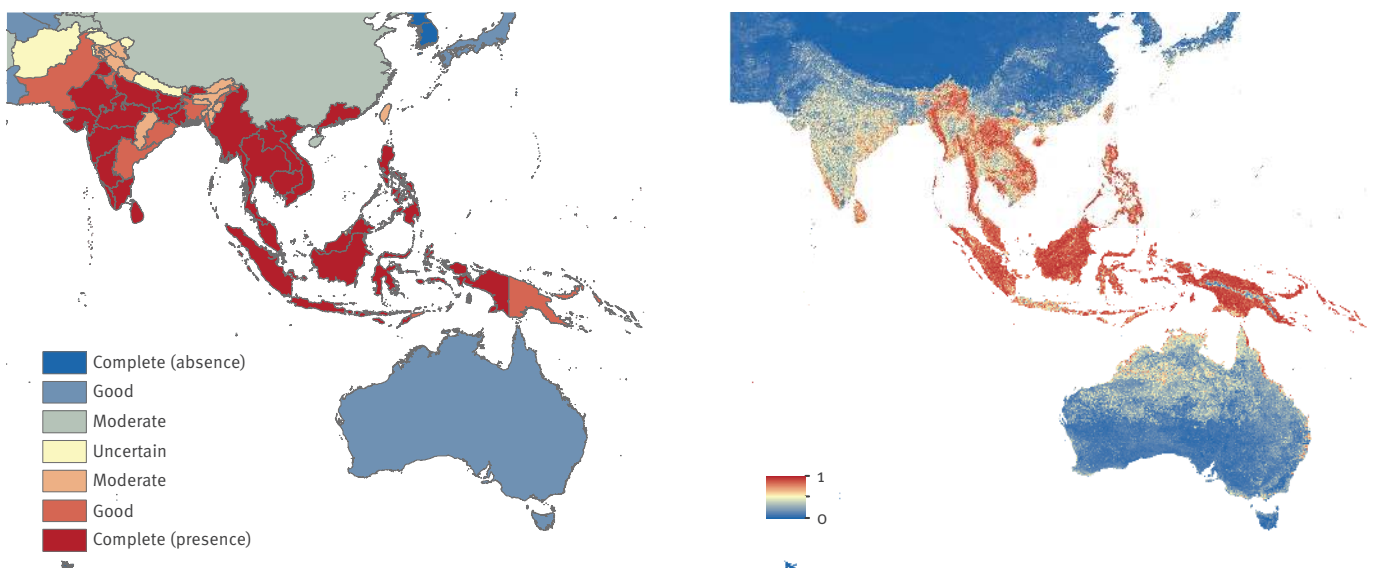 Complete (absence)
Good
Moderate
Uncertain
Moderate
Good
Complete (presence)
1
0